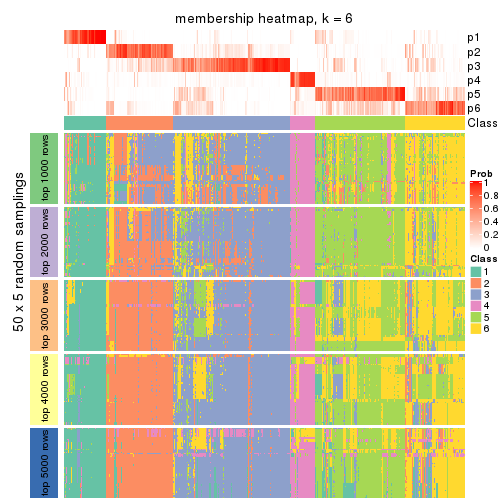 membership heatmap, k = 6
p1
p2
p3
p4
p5
p6
Class
50 x 5 random samplings
top 1000 rows
top 2000 rows
top 3000 rows
top 4000 rows
top 5000 rows
Prob
1
0.8
0.6
0.4
0.2
0
Class
1
2
3
4
5
6